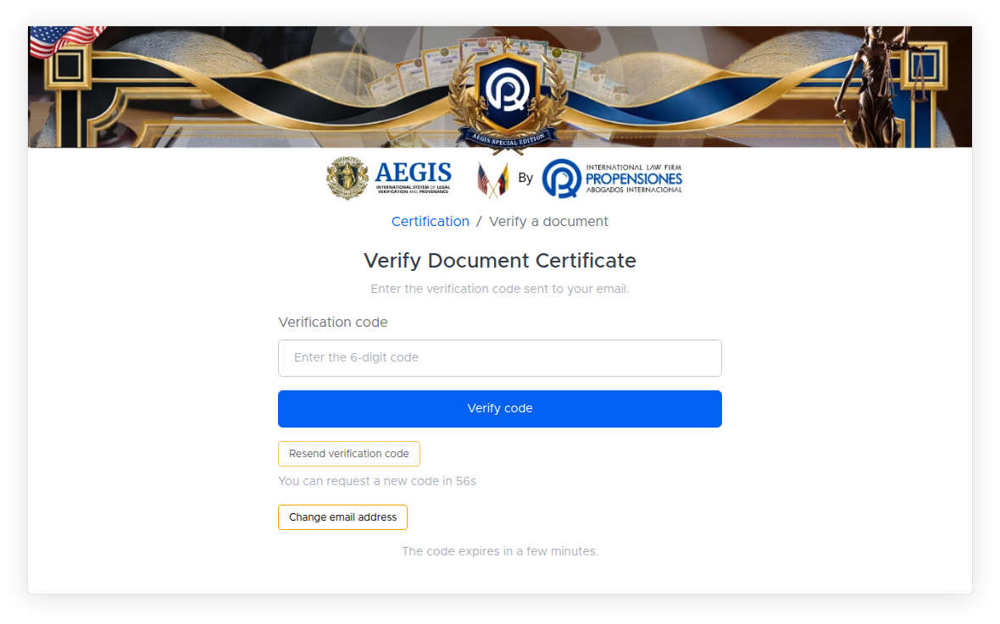 AEGIS SPECIAL EDITION
AEGIS
INTERNATIONAL SYSTEM OF LEGAL
VERIFICATION AND PROVENANCE
By
INTERNATIONAL LAW FIRM
PROPENSIONES
ABOGADOS INTERNACIONAL
Certification / Verify a document
Verify Document Certificate
Enter the verification code sent to your email.
Verification code
Enter the 6-digit code
Verify code
Resend verification code
You can request a new code in 56s
Change email address
The code expires in a few minutes.